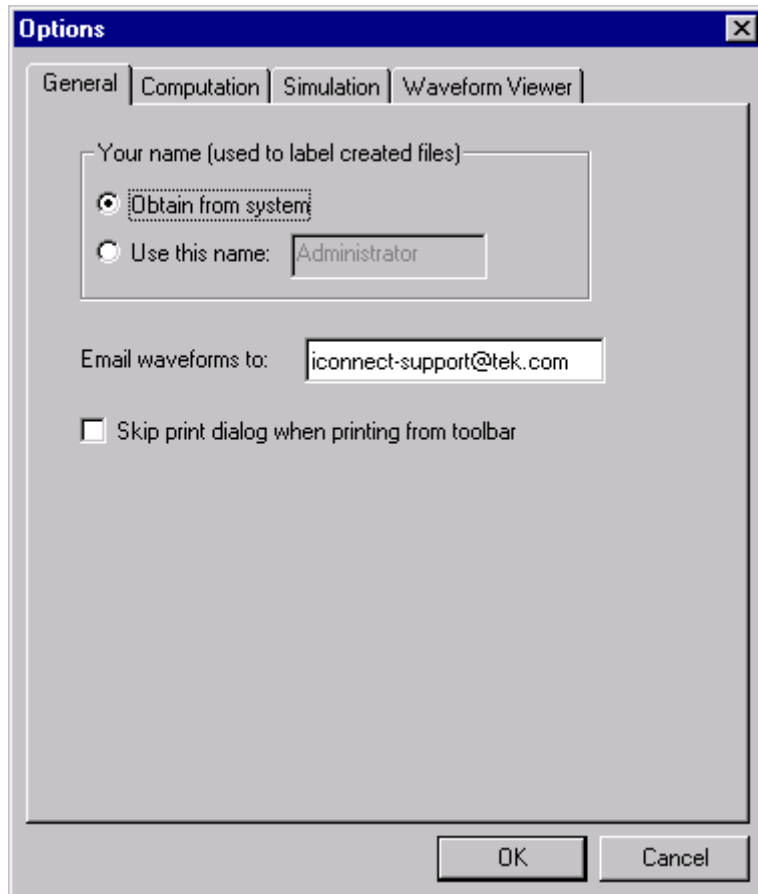 Options
General Computation Simulation Waveform Viewer
Your name (used to label created files)
Obtain from system
Use this name: Administrator
Email waveforms to: iconnect-support@tek.com
Skip print dialog when printing from toolbar
OK Cancel